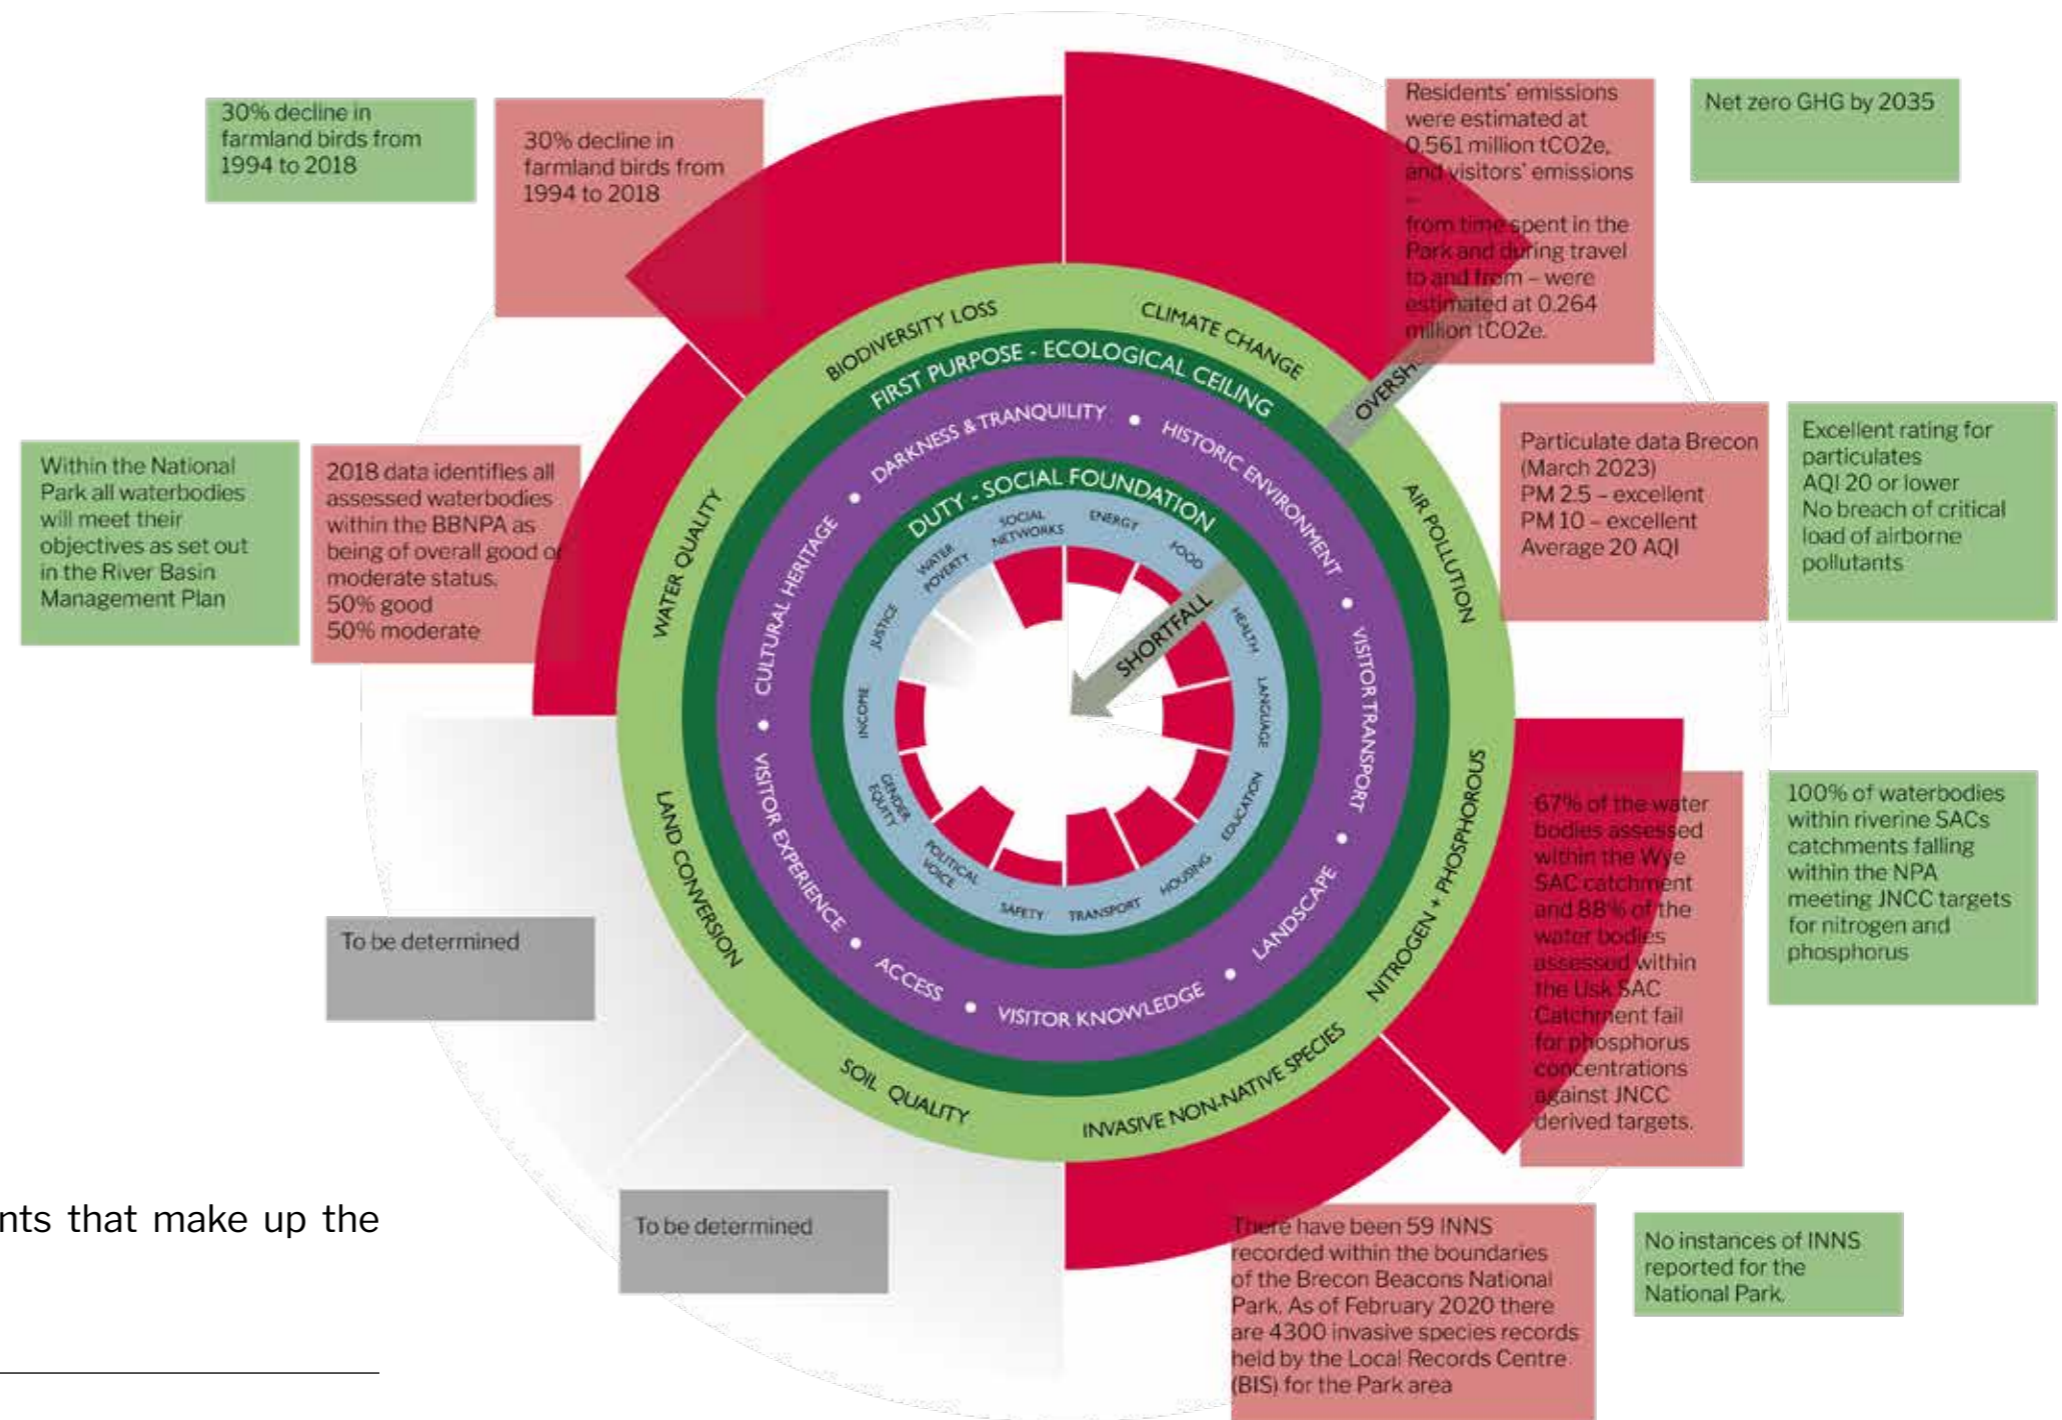 30% decline in
farmland birds from
1994 to 2018
30% decline in
farmland birds from
1994 to 2018
Residents' emissions
were estimated at
0.561 million tCO2e,
and visitors' emissions
–
from time spent in the
Park and during travel
to and from – were
estimated at 0.264
million tCO2e.
Net zero GHG by 2035
Within the National
Park all waterbodies
will meet their
objectives as set out
in the River Basin
Management Plan
2018 data identifies all
assessed waterbodies
within the BBNPA as
being of overall good or
moderate status.
50% good
50% moderate
Particulate data Brecon
(March 2023)
PM 2.5 – excellent
PM 10 – excellent
Average 20 AQI
Excellent rating for
particulates
AQI 20 or lower
No breach of critical
load of airborne
pollutants
67% of the water
bodies assessed
within the Wye
SAC catchment
and 88% of the
water bodies
assessed within
the Usk SAC
Catchment fail
for phosphorus
concentrations
against JNCC
derived targets.
100% of waterbodies
within riverine SACs
catchments falling
within the NPA
meeting JNCC targets
for nitrogen and
phosphorus
To be determined
To be determined
There have been 59 INNS
recorded within the boundaries
of the Brecon Beacons National
Park. As of February 2020 there
are 4300 invasive species records
held by the Local Records Centre
(BIS) for the Park area
No instances of INNS
reported for the
National Park.
BIODIVERSITY LOSS
CLIMATE CHANGE
AIR POLLUTION
NITROGEN + PHOSPHOROUS
INVASIVE NON-NATIVE SPECIES
SOIL QUALITY
LAND CONVERSION
WATER QUALITY
FIRST PURPOSE - ECOLOGICAL CEILING
DARKNESS & TRANQUILITY
HISTORIC ENVIRONMENT
VISITOR TRANSPORT
LANDSCAPE
VISITOR KNOWLEDGE
ACCESS
VISITOR EXPERIENCE
CULTURAL HERITAGE
DUTY - SOCIAL FOUNDATION
SOCIAL
NETWORKS
ENERGY
FOOD
HEALTH
LANGUAGE
EDUCATION
HOUSING
TRANSPORT
SAFETY
POLITICAL
VOICE
GENDER
EQUITY
INCOME
JUSTICE
WATER
POVERTY
OVERSH
SHORTFALL
nts that make up the